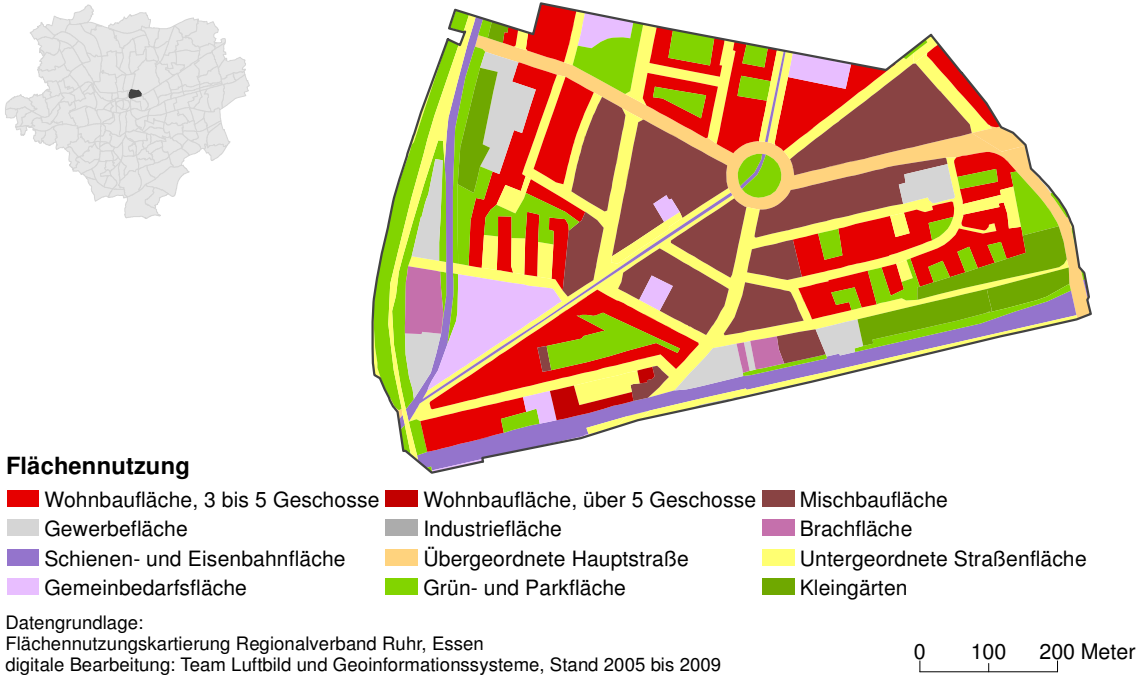 Flächennutzung
Wohnbaufläche, 3 bis 5 Geschosse Wohnbaufläche, über 5 Geschosse Mischbaufläche
Gewerbefläche Industriefläche Brachfläche
Schienen- und Eisenbahnfläche Übergeordnete Hauptstraße Untergeordnete Straßenfläche
Gemeinbedarfsfläche Grün- und Parkfläche Kleingärten
Datengrundlage:
Flächennutzungskartierung Regionalverband Ruhr, Essen
digitale Bearbeitung: Team Luftbild und Geoinformationssysteme, Stand 2005 bis 2009
0 100 200 Meter